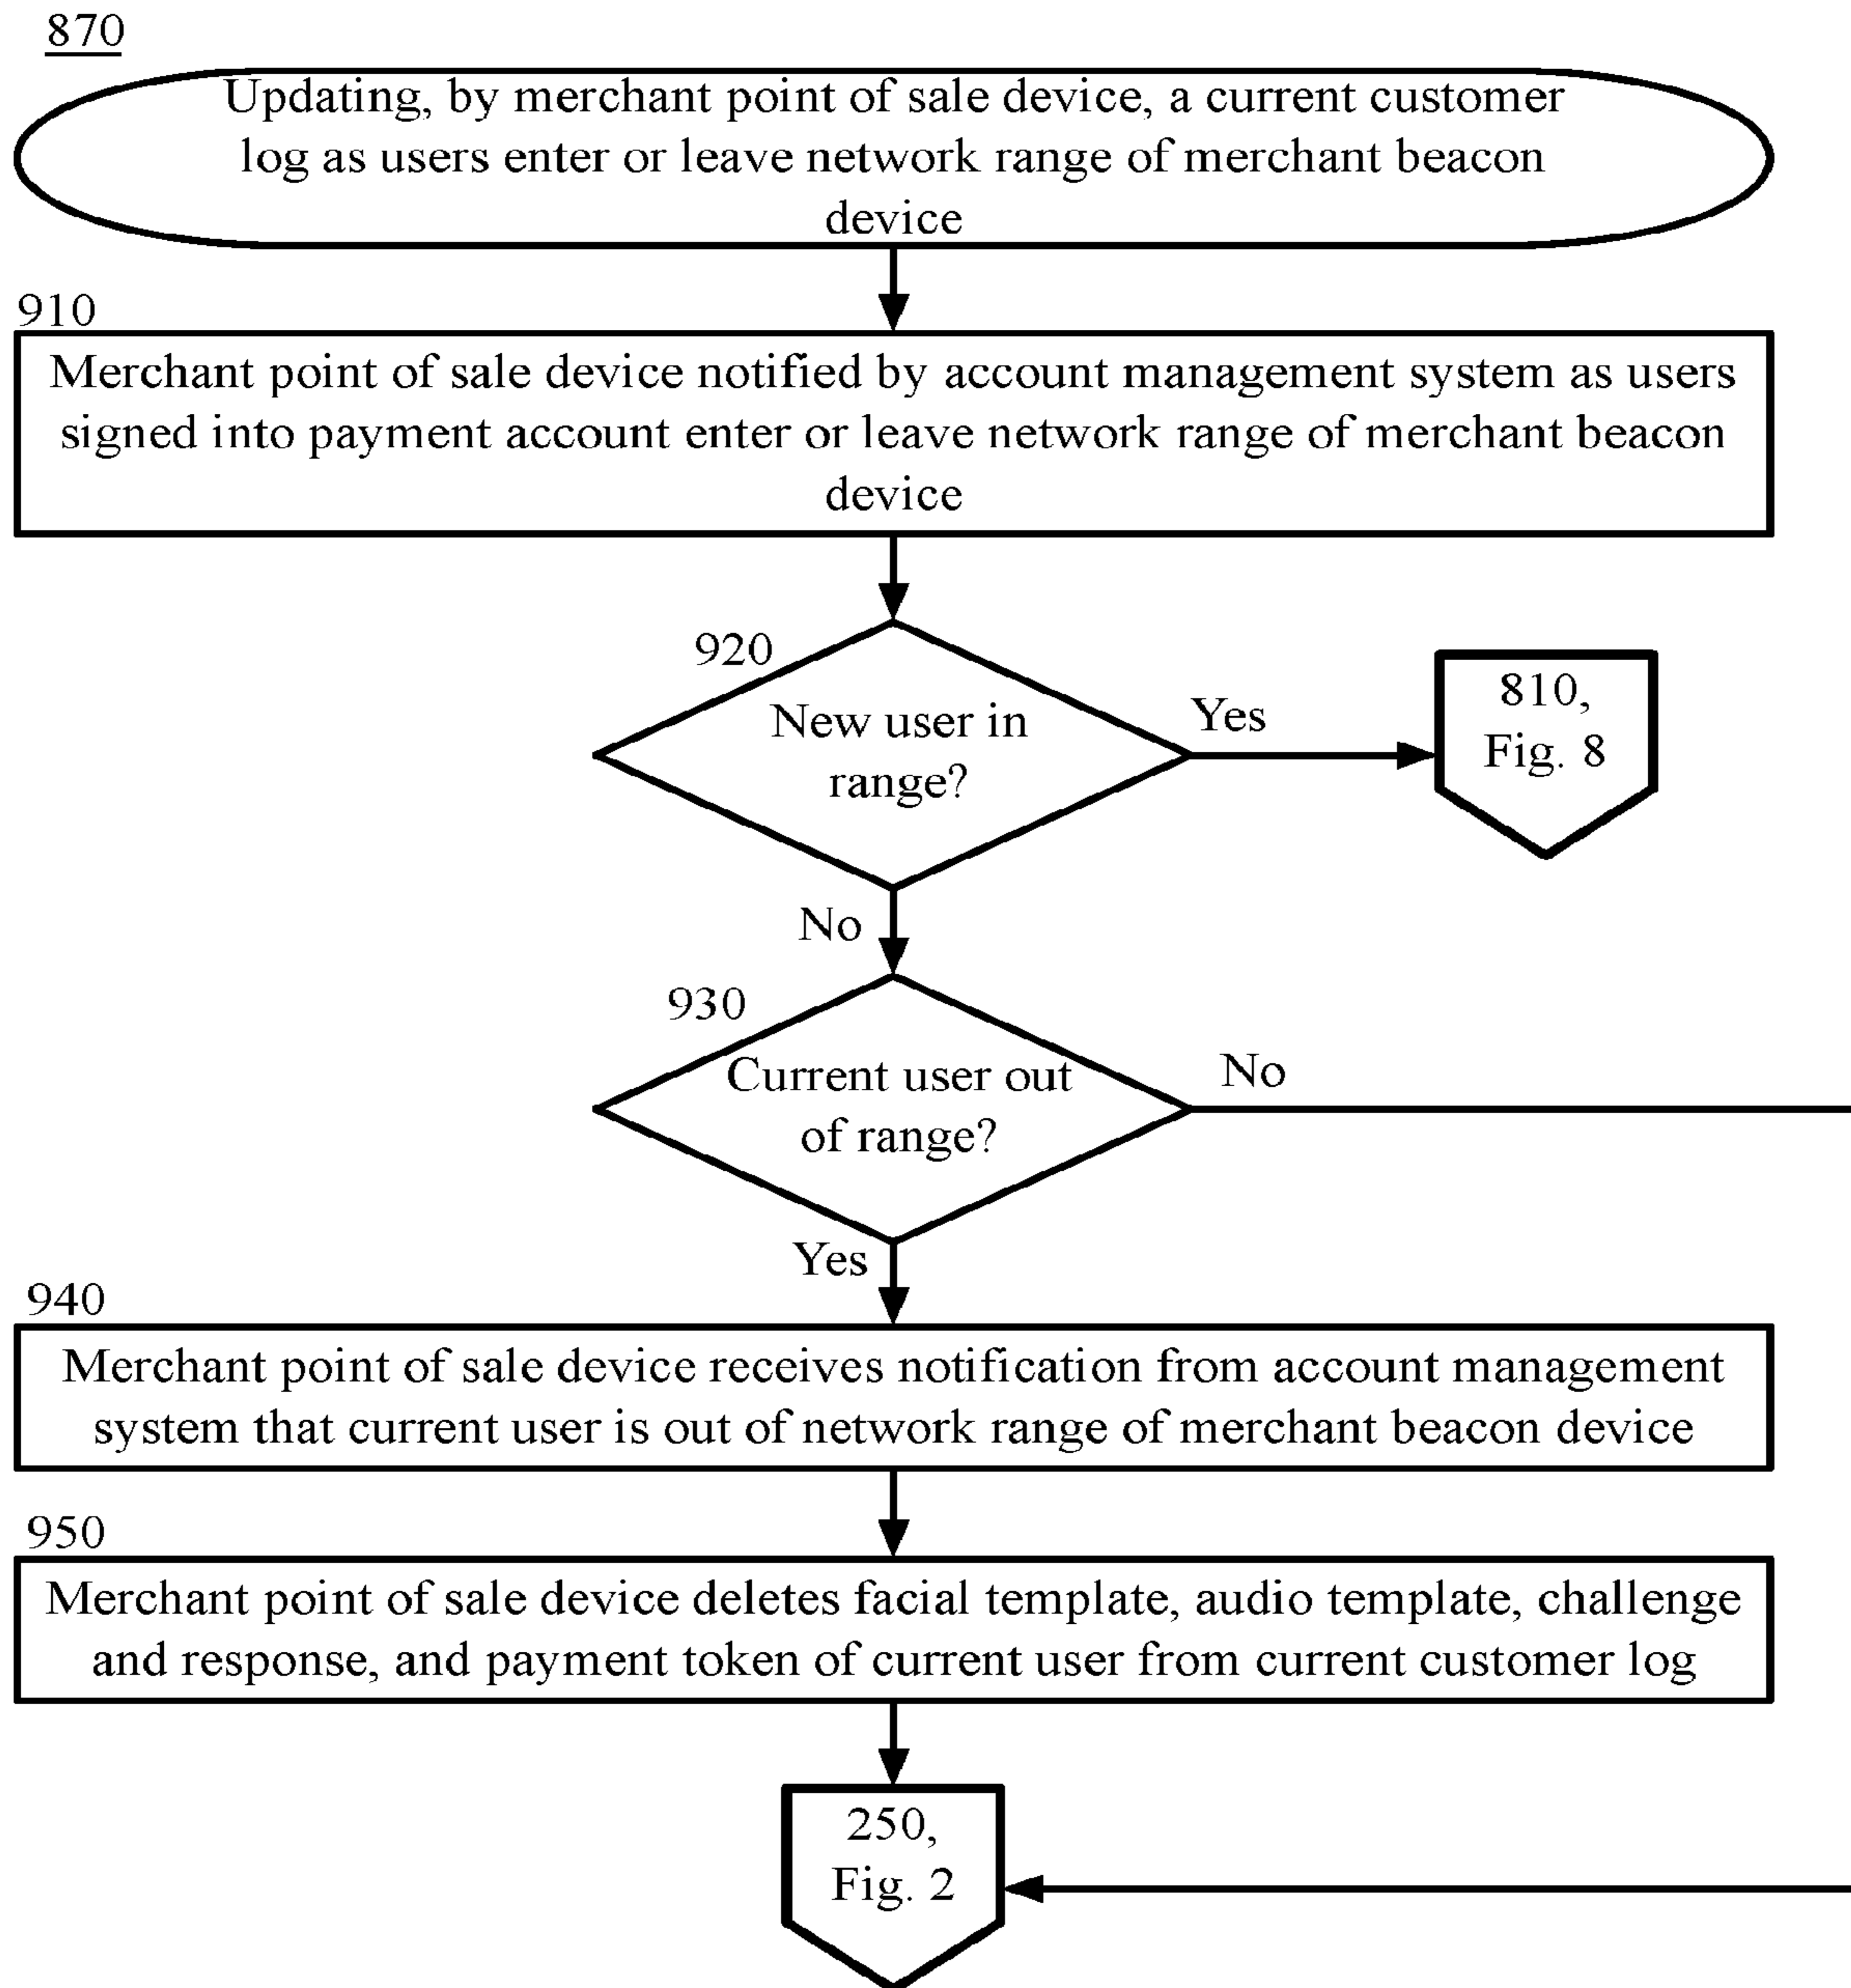 870
Updating, by merchant point of sale device, a current customer
log as users enter or leave network range of merchant beacon
device
910
Merchant point of sale device notified by account management system as users
signed into payment account enter or leave network range of merchant beacon
device
920
New user in
range?
Yes
810,
Fig. 8
No
930
Current user out
of range?
No
Yes
940
Merchant point of sale device receives notification from account management
system that current user is out of network range of merchant beacon device
950
Merchant point of sale device deletes facial template, audio template, challenge
and response, and payment token of current user from current customer log
250,
Fig. 2